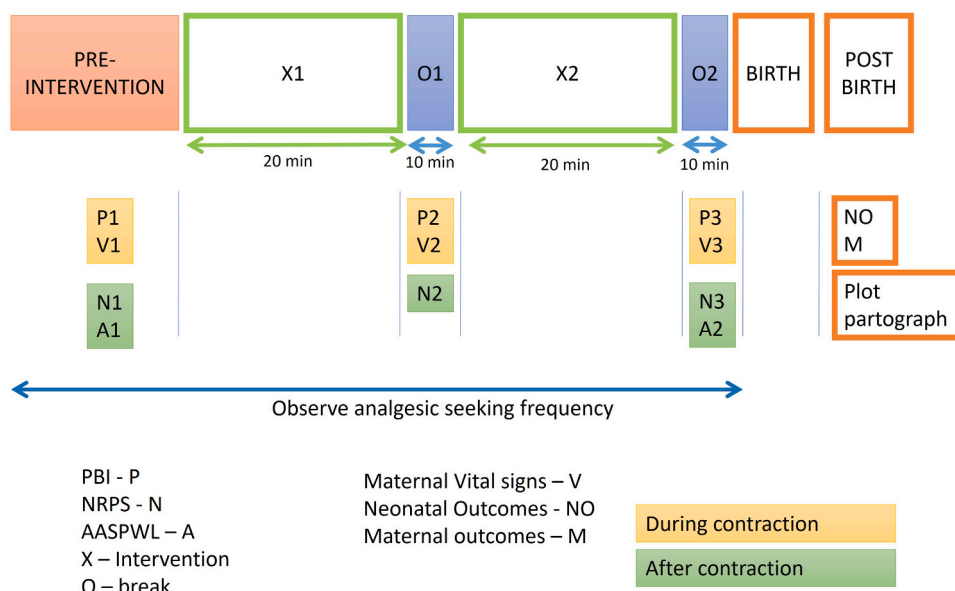 PRE-
INTERVENTION
X1
O1
X2
O2
BIRTH
POST
BIRTH
20 min
10 min
20 min
10 min
P1
V1
P2
V2
P3
V3
NO
M
N1
A1
N2
N3
A2
Plot
partograph
Observe analgesic seeking frequency
PBI - P
NRPS - N
AASPWL – A
X – Intervention
O – break
Maternal Vital signs – V
Neonatal Outcomes - NO
Maternal outcomes – M
During contraction
After contraction